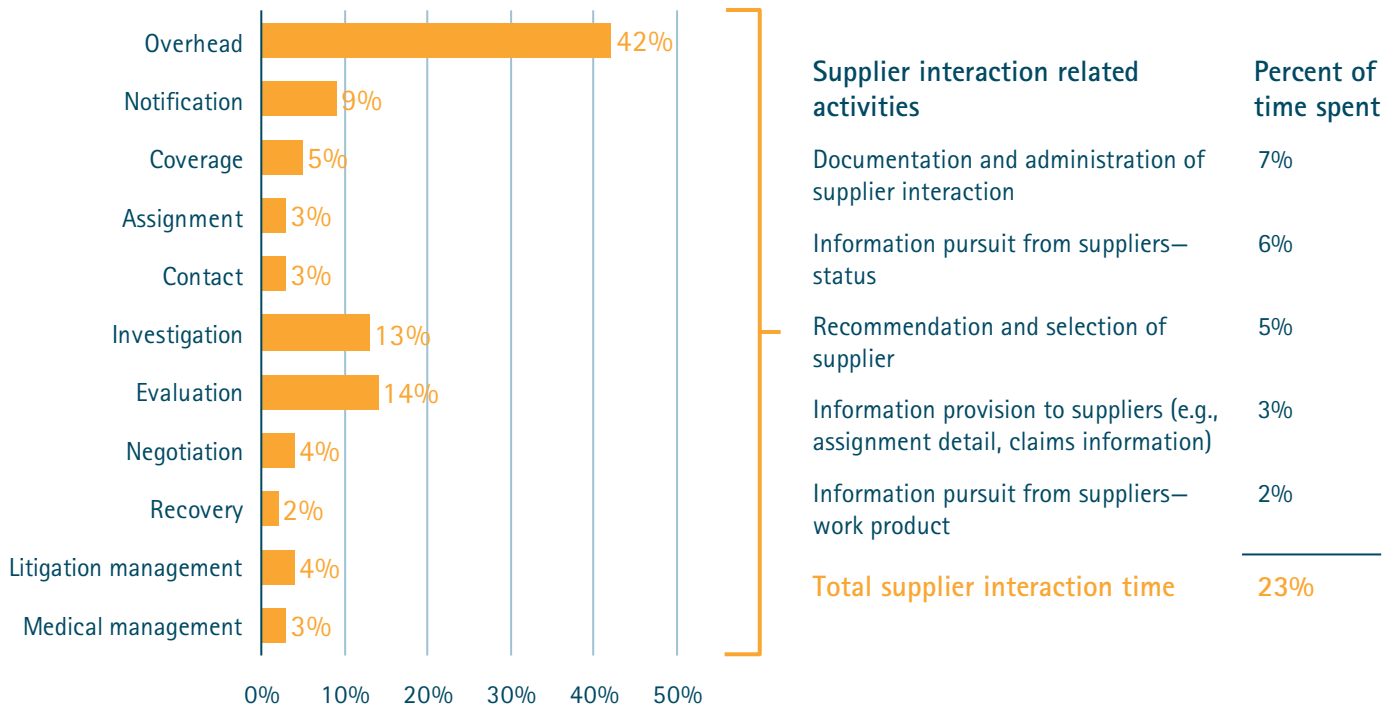 Overhead 42%
Notification 9%
Coverage 5%
Assignment 3%
Contact 3%
Investigation 13%
Evaluation 14%
Negotiation 4%
Recovery 2%
Litigation management 4%
Medical management 3%
0% 10% 20% 30% 40% 50%
Supplier interaction related
activities
Percent of
time spent
Documentation and administration of
supplier interaction
7%
Information pursuit from suppliers—
status
6%
Recommendation and selection of
supplier
5%
Information provision to suppliers (e.g.,
assignment detail, claims information)
3%
Information pursuit from suppliers—
work product
2%
Total supplier interaction time 23%